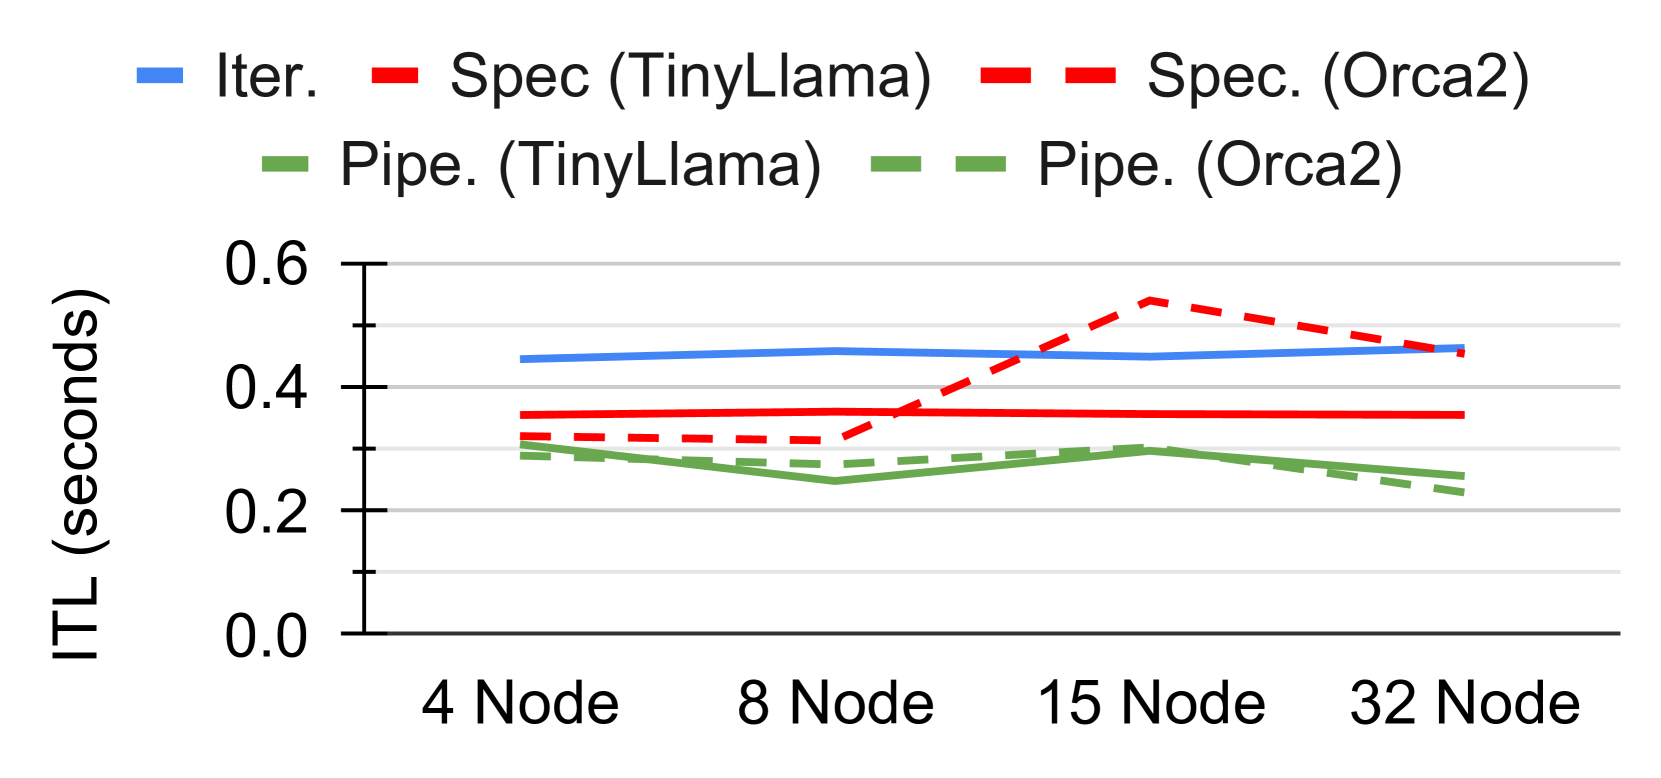 Iter. Spec (TinyLlama) Spec. (Orca2)
Pipe. (TinyLlama) Pipe. (Orca2)
ITL (seconds)
0.6
0.4
0.2
0.0
4 Node 8 Node 15 Node 32 Node